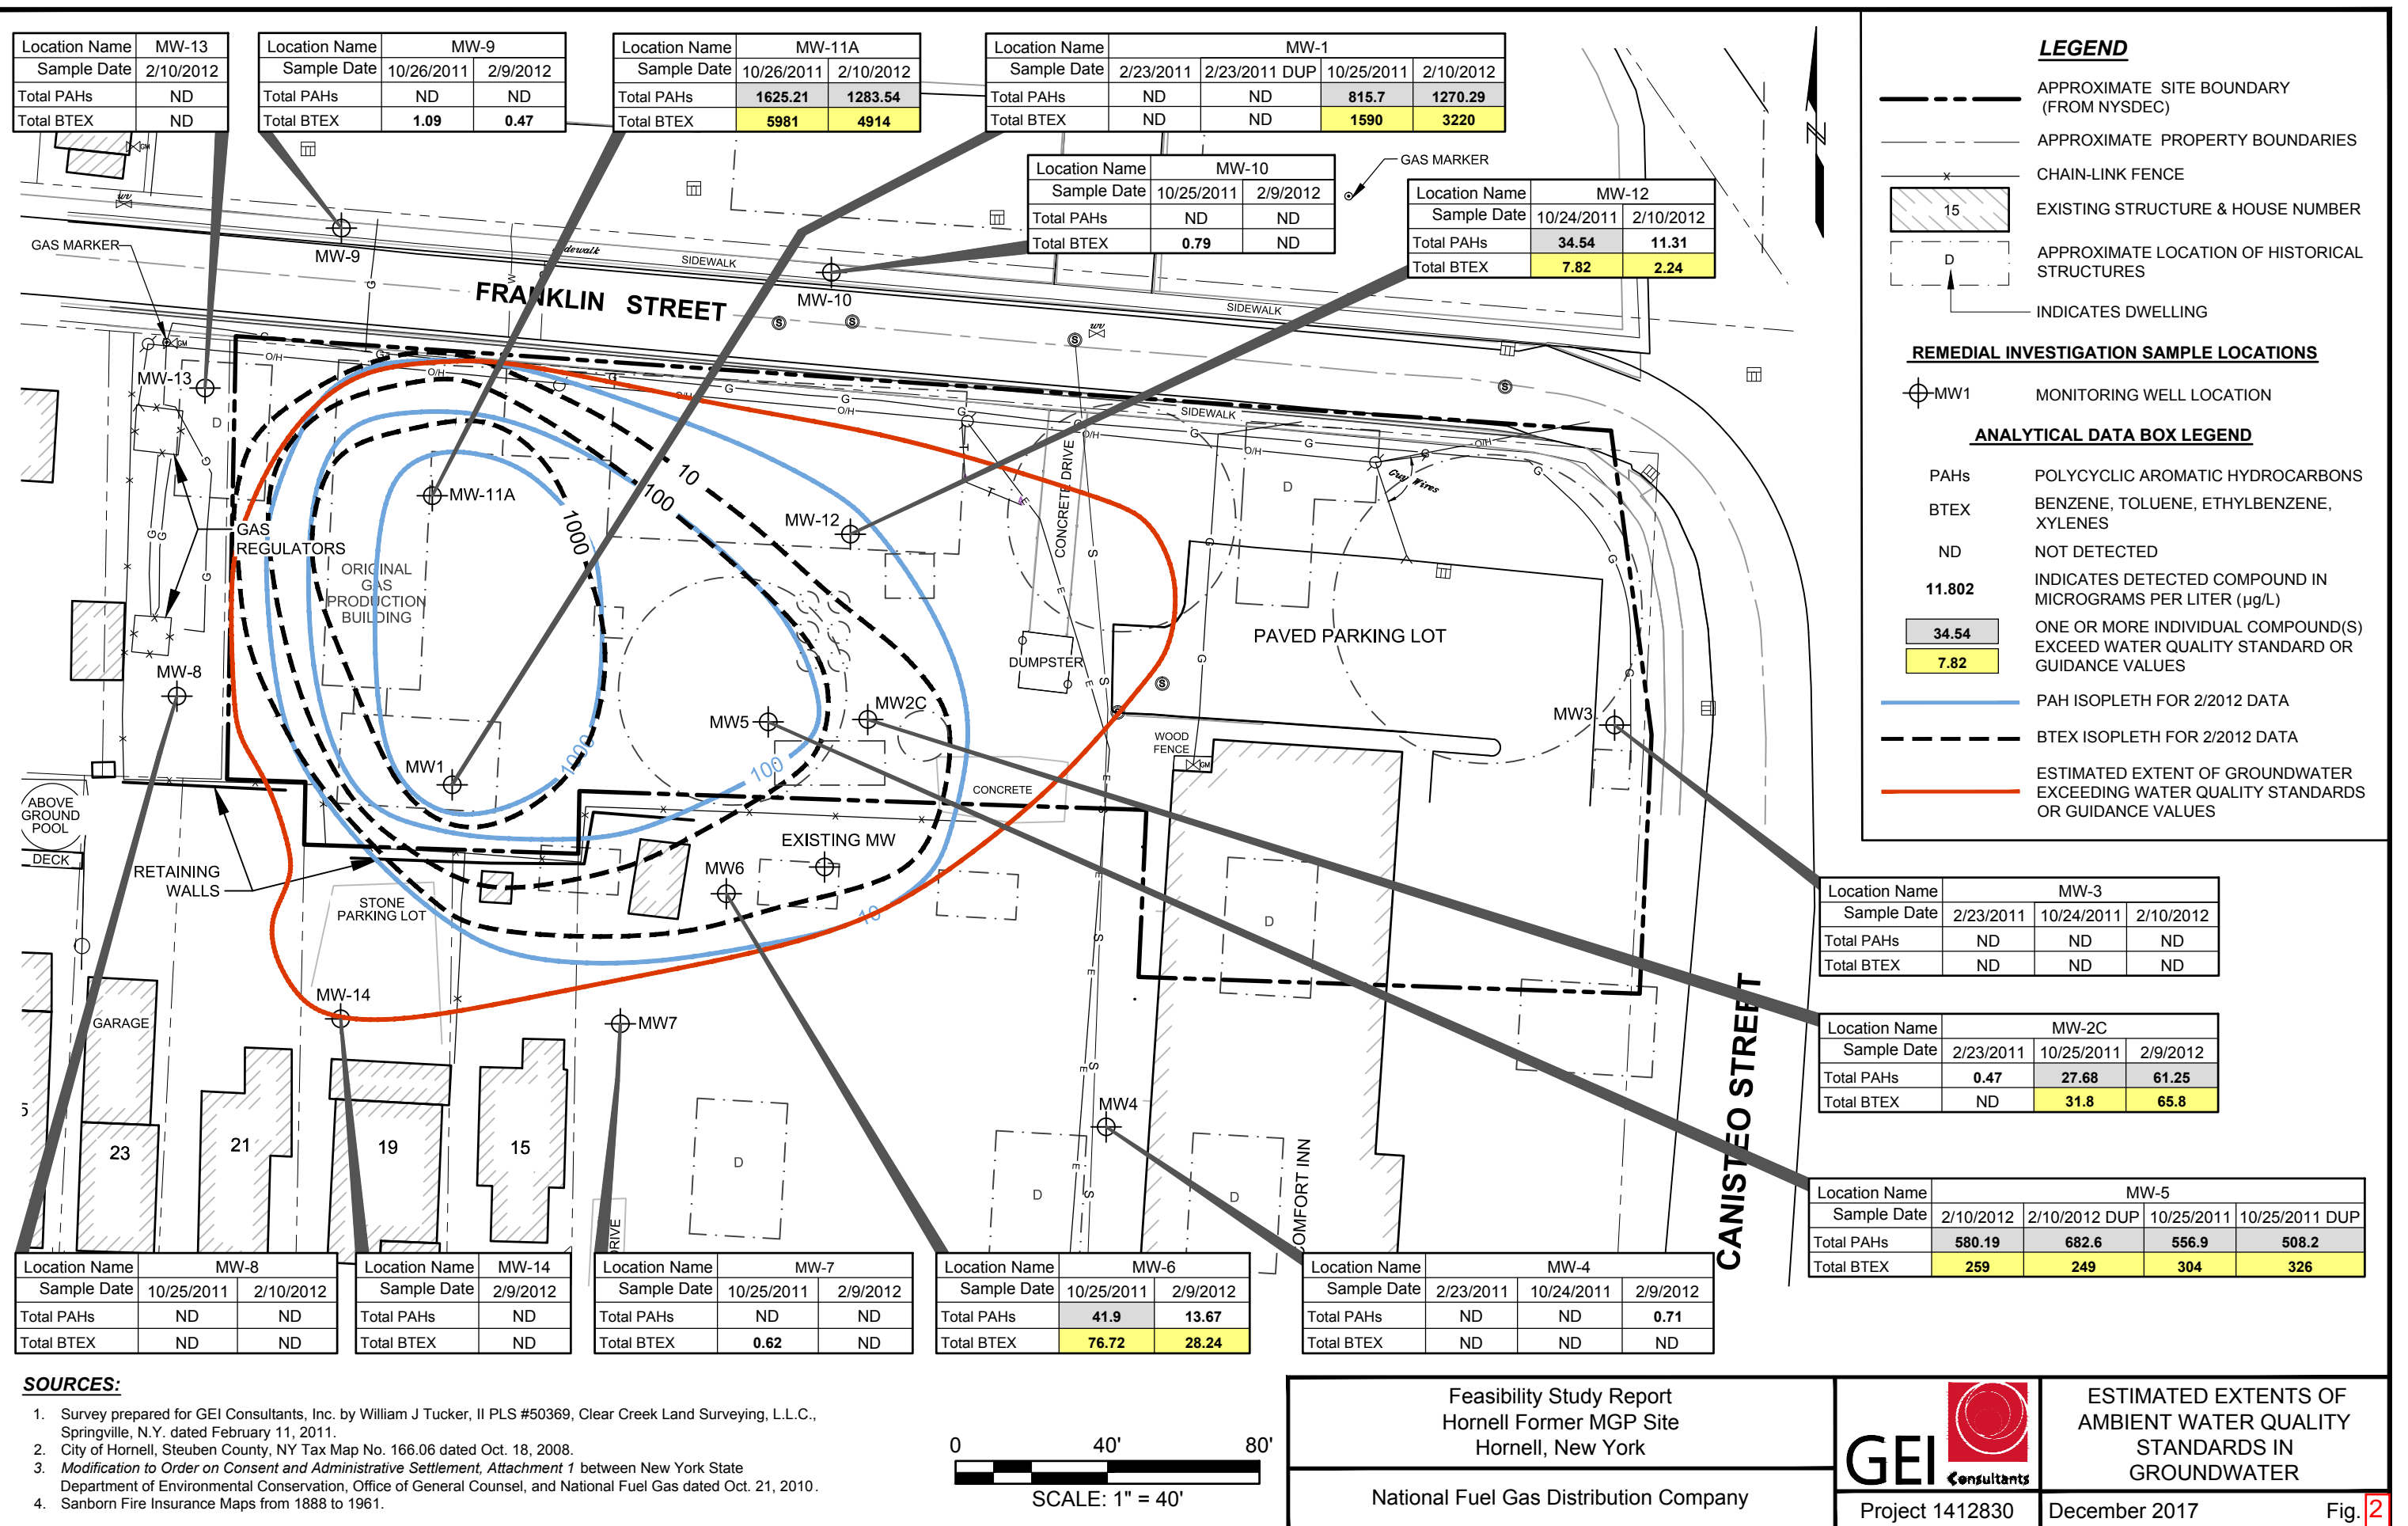 Location Name MW-13
Sample Date 2/10/2012
Total PAHs ND
Total BTEX ND
Location Name MW-9
Sample Date 10/26/2011 2/9/2012
Total PAHs ND ND
Total BTEX 1.09 0.47
Location Name MW-11A
Sample Date 10/26/2011 2/10/2012
Total PAHs 1625.21 1283.54
Total BTEX 5981 4914
Location Name MW-1
Sample Date 2/23/2011 2/23/2011 DUP 10/25/2011 2/10/2012
Total PAHs ND ND 815.7 1270.29
Total BTEX ND ND 1590 3220
Location Name MW-10
Sample Date 10/25/2011 2/9/2012
Total PAHs ND ND
Total BTEX 0.79 ND
GAS MARKER
Location Name MW-12
Sample Date 10/24/2011 2/10/2012
Total PAHs 34.54 11.31
Total BTEX 7.82 2.24
N
GM
WV
GAS MARKER
MW-9
Sidewalk
SIDEWALK
MW-10
SIDEWALK
FRANKLIN STREET
WV
GM
O/H
O/H
O/H
O/H
SIDEWALK
O/H
O/H
O/H
MW-13
D
MW-11A
10
100
1000
MW-12
CONCRETE DRIVE
Guy Wires
D
GAS
REGULATORS
ORIGINAL
GAS
PRODUCTION
BUILDING
PAVED PARKING LOT
DUMPSTER
MW-8
MW5
MW2C
MW3
WOOD
FENCE
GM
MW1
1000
100
CONCRETE
ABOVE
GROUND
POOL
DECK
RETAINING
WALLS
EXISTING MW
MW6
STONE
PARKING LOT
10
D
MW-14
MW7
GARAGE
MW4
23
21
19
15
5
D
D
D
DRIVE
COMFORT INN
CANISTEO STREET
LEGEND
APPROXIMATE SITE BOUNDARY
(FROM NYSDEC)
APPROXIMATE PROPERTY BOUNDARIES
X
CHAIN-LINK FENCE
15
EXISTING STRUCTURE & HOUSE NUMBER
D
APPROXIMATE LOCATION OF HISTORICAL
STRUCTURES
INDICATES DWELLING
REMEDIAL INVESTIGATION SAMPLE LOCATIONS
MW1 MONITORING WELL LOCATION
ANALYTICAL DATA BOX LEGEND
PAHs POLYCYCLIC AROMATIC HYDROCARBONS
BTEX BENZENE, TOLUENE, ETHYLBENZENE,
XYLENES
ND NOT DETECTED
11.802 INDICATES DETECTED COMPOUND IN
MICROGRAMS PER LITER (µg/L)
34.54
7.82
ONE OR MORE INDIVIDUAL COMPOUND(S)
EXCEED WATER QUALITY STANDARD OR
GUIDANCE VALUES
PAH ISOPLETH FOR 2/2012 DATA
BTEX ISOPLETH FOR 2/2012 DATA
ESTIMATED EXTENT OF GROUNDWATER
EXCEEDING WATER QUALITY STANDARDS
OR GUIDANCE VALUES
Location Name MW-3
Sample Date 2/23/2011 10/24/2011 2/10/2012
Total PAHs ND ND ND
Total BTEX ND ND ND
Location Name MW-2C
Sample Date 2/23/2011 10/25/2011 2/9/2012
Total PAHs 0.47 27.68 61.25
Total BTEX ND 31.8 65.8
Location Name MW-5
Sample Date 2/10/2012 2/10/2012 DUP 10/25/2011 10/25/2011 DUP
Total PAHs 580.19 682.6 556.9 508.2
Total BTEX 259 249 304 326
Location Name MW-8
Sample Date 10/25/2011 2/10/2012
Total PAHs ND ND
Total BTEX ND ND
Location Name MW-14
Sample Date 2/9/2012
Total PAHs ND
Total BTEX ND
Location Name MW-7
Sample Date 10/25/2011 2/9/2012
Total PAHs ND ND
Total BTEX 0.62 ND
Location Name MW-6
Sample Date 10/25/2011 2/9/2012
Total PAHs 41.9 13.67
Total BTEX 76.72 28.24
Location Name MW-4
Sample Date 2/23/2011 10/24/2011 2/9/2012
Total PAHs ND ND 0.71
Total BTEX ND ND ND
SOURCES:
1. Survey prepared for GEI Consultants, Inc. by William J Tucker, II PLS #50369, Clear Creek Land Surveying, L.L.C.,
Springville, N.Y. dated February 11, 2011.
2. City of Hornell, Steuben County, NY Tax Map No. 166.06 dated Oct. 18, 2008.
3. Modification to Order on Consent and Administrative Settlement, Attachment 1 between New York State
Department of Environmental Conservation, Office of General Counsel, and National Fuel Gas dated Oct. 21, 2010.
4. Sanborn Fire Insurance Maps from 1888 to 1961.
0 40' 80'
SCALE: 1" = 40'
Feasibility Study Report
Hornell Former MGP Site
Hornell, New York
National Fuel Gas Distribution Company
GEI Consultants
Project 1412830
ESTIMATED EXTENTS OF
AMBIENT WATER QUALITY
STANDARDS IN
GROUNDWATER
December 2017 Fig. 2